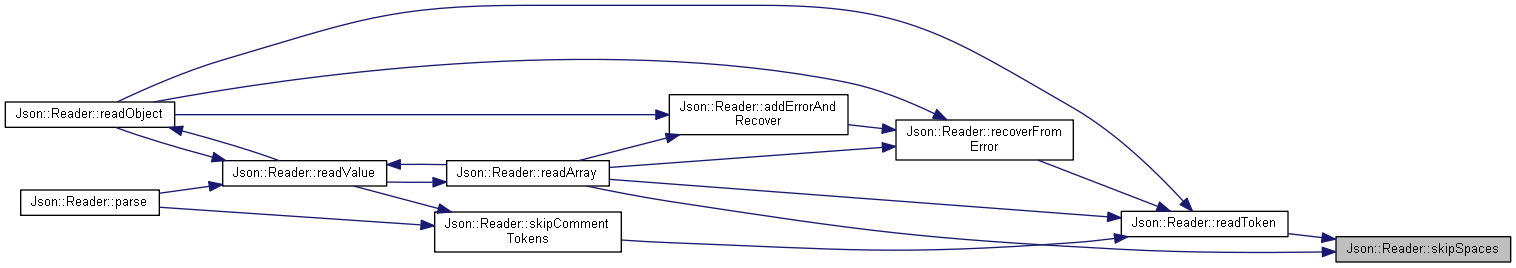 Json::Reader::readObject
Json::Reader::parse
Json::Reader::readValue
Json::Reader::readArray
Json::Reader::skipComment
Tokens
Json::Reader::addErrorAnd
Recover
Json::Reader::recoverFrom
Error
Json::Reader::readToken
Json::Reader::skipSpaces